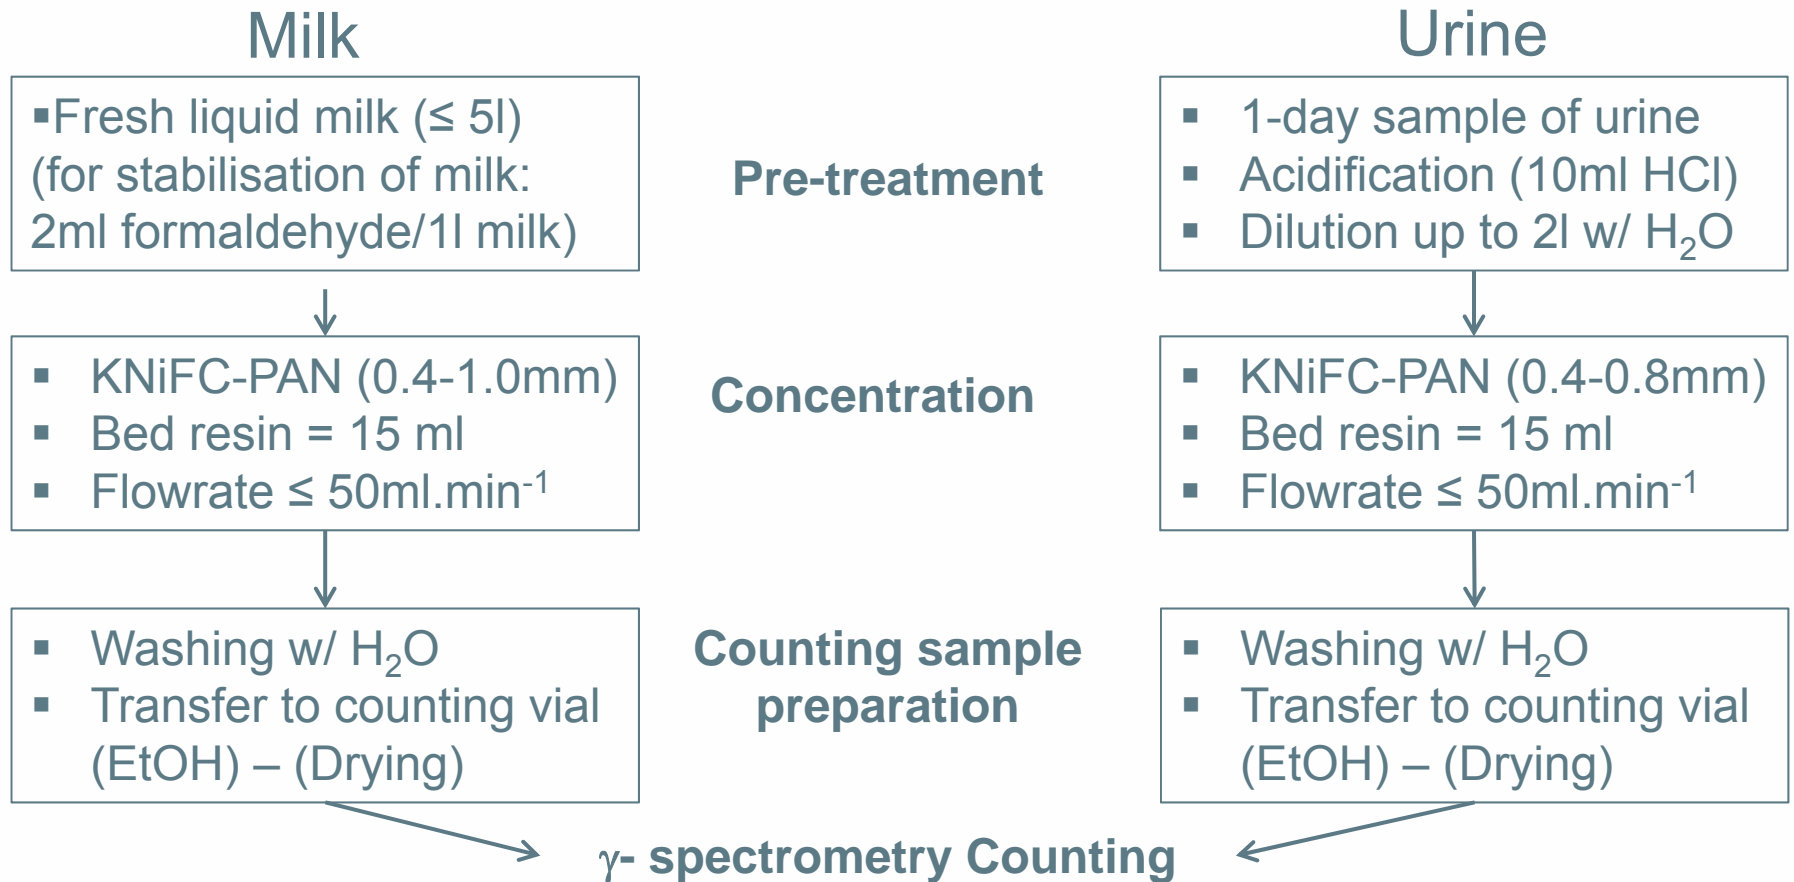 Milk
Urine
▪Fresh liquid milk (≤ 5l)
(for stabilisation of milk:
2ml formaldehyde/1l milk)
Pre-treatment
▪ 1-day sample of urine
▪ Acidification (10ml HCl)
▪ Dilution up to 2l w/ H₂O
▪ KNiFC-PAN (0.4-1.0mm)
▪ Bed resin = 15 ml
▪ Flowrate ≤ 50ml.min⁻¹
Concentration
▪ KNiFC-PAN (0.4-0.8mm)
▪ Bed resin = 15 ml
▪ Flowrate ≤ 50ml.min⁻¹
▪ Washing w/ H₂O
▪ Transfer to counting vial
(EtOH) – (Drying)
Counting sample
preparation
▪ Washing w/ H₂O
▪ Transfer to counting vial
(EtOH) – (Drying)
γ- spectrometry Counting